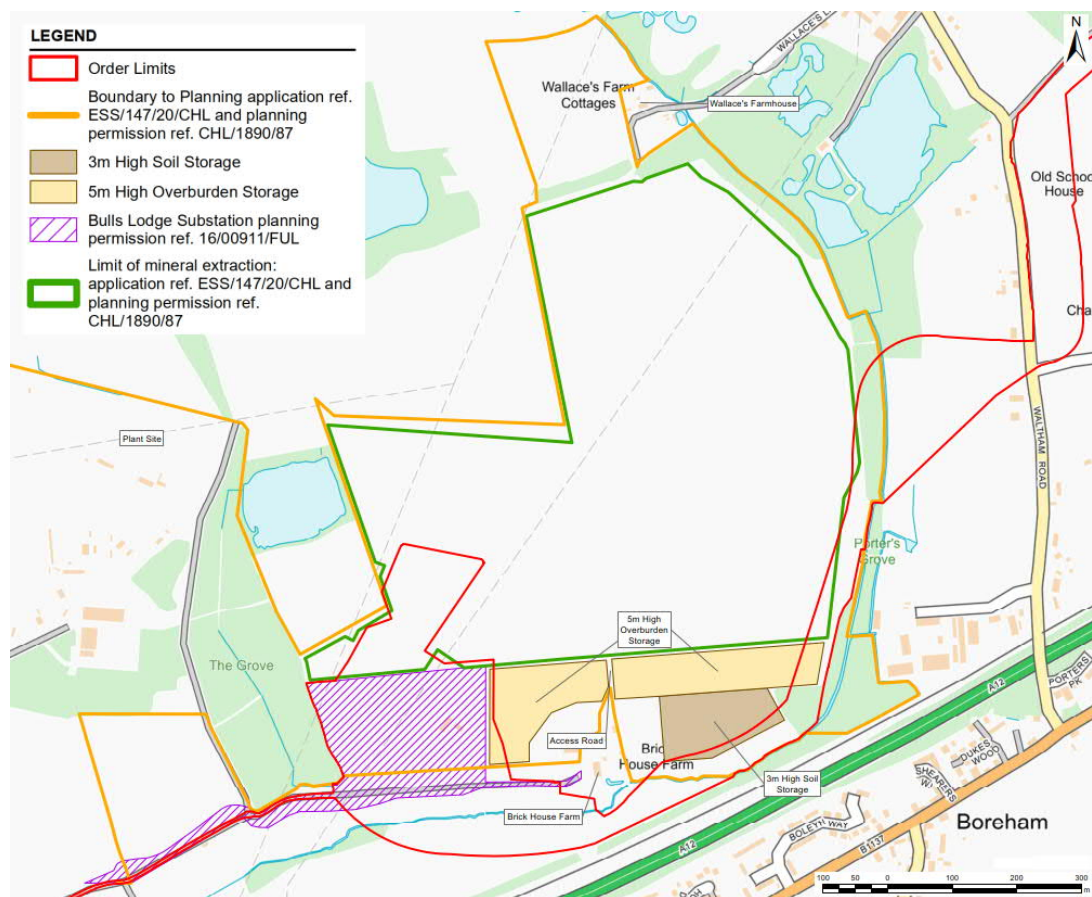 LEGEND
Order Limits
Boundary to Planning application ref.
ESS/147/20/CHL and planning
permission ref. CHL/1890/87
3m High Soil Storage
5m High Overburden Storage
Bulls Lodge Substation planning
permission ref. 16/00911/FUL
Limit of mineral extraction:
application ref. ESS/147/20/CHL and
planning permission ref.
CHL/1890/87
N
Wallace's Farm
Cottages
Wallace's Farmhouse
Old School
House
Cha
WALTHAM ROAD
Plant Site
Porter's
Grove
The Grove
5m High
Overburden
Storage
Access Road
Bric
House Farm
3m High Soil
Storage
Brick House Farm
A12
A12
PORTERS
PK
DUKES
WOOD
BOLEYN WAY
B1137
Boreham
100 50 0 100 200 300
m